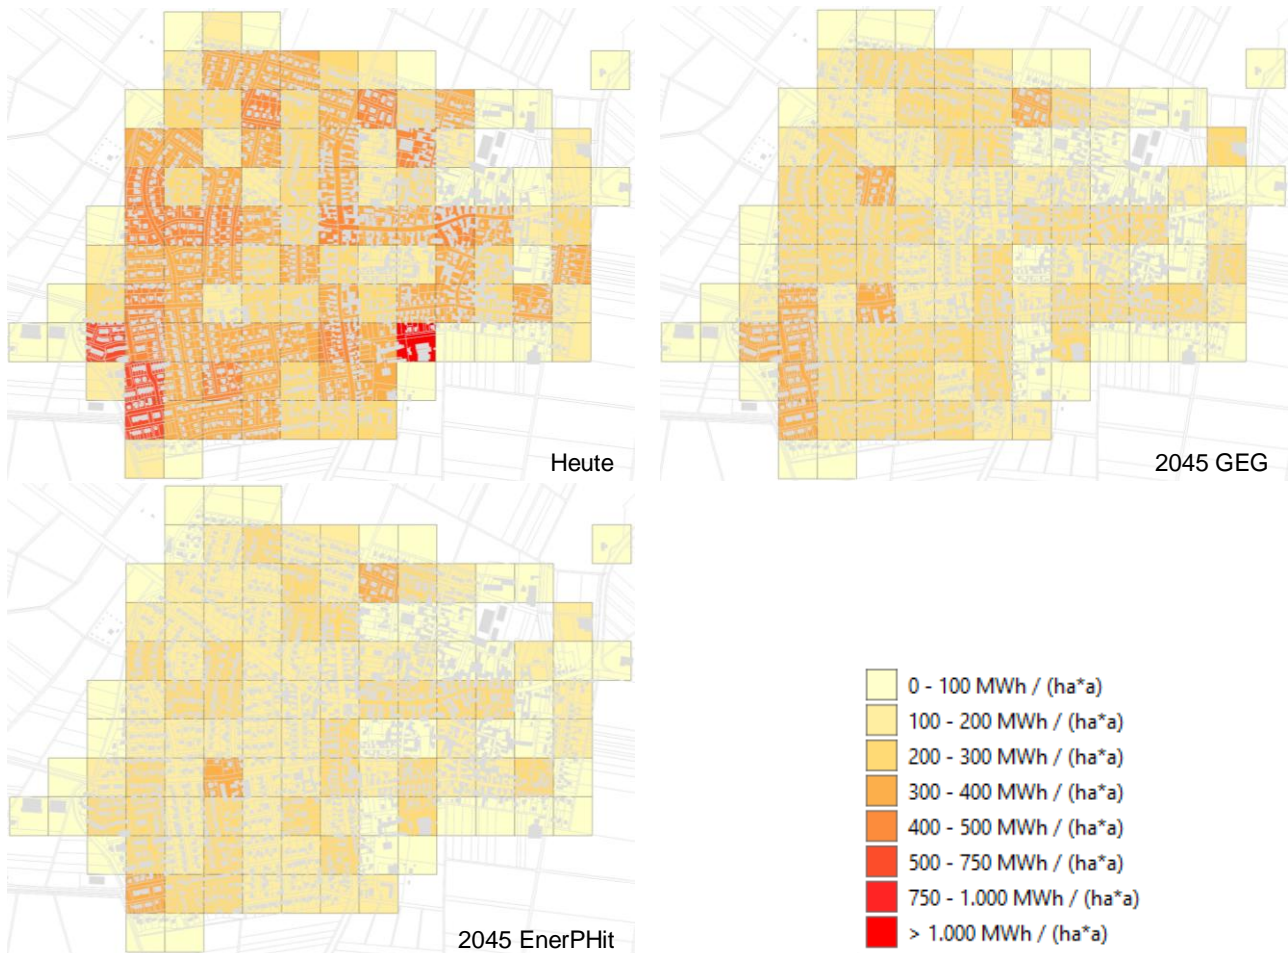 Heute
2045 GEG
2045 EnerPHit
0 - 100 MWh / (ha*a)
100 - 200 MWh / (ha*a)
200 - 300 MWh / (ha*a)
300 - 400 MWh / (ha*a)
400 - 500 MWh / (ha*a)
500 - 750 MWh / (ha*a)
750 - 1.000 MWh / (ha*a)
> 1.000 MWh / (ha*a)